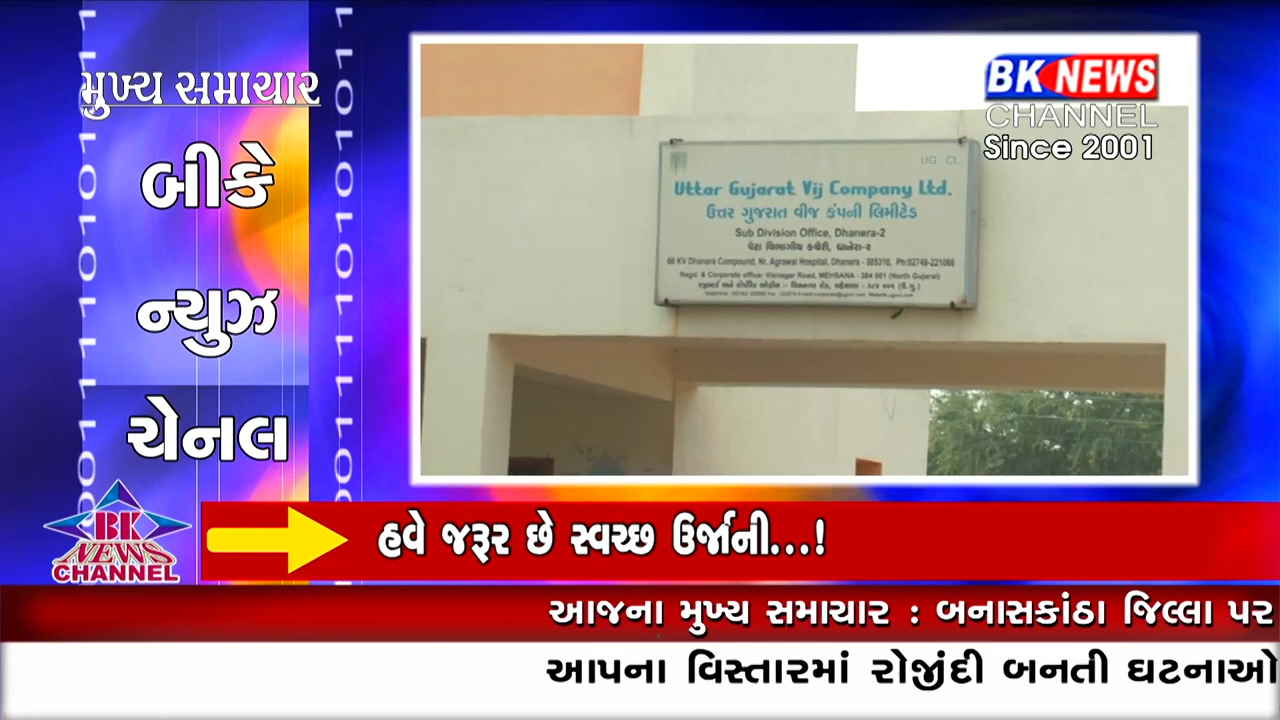 મુખ્ય સમાચાર
બીકે
ન્યુઝ
ચેનલ
BK NEWS
CHANNEL
Since 2001
UG CL
Uttar Gujarat Vij Company Ltd.
ઉત્તર ગુજરાત વીજ કંપની લિમીટેડ
Sub Division Office, Dhanera-2
પેટા વિભાગીય કચેરી, ધાનેરા-૨
66 KV Dhanera Compound, Nr. Agrawal Hospital, Dhanera - 385310, Ph:02748-221066
Regd. & Corporate office: Visnagar Road, MEHSANA - 384 001 (North Gujarat)
BK
NEWS
CHANNEL
હવે જરૂર છે સ્વચ્છ ઉર્જાની...!
આજના મુખ્ય સમાચાર : બનાસકાંઠા જિલ્લા પર
આપના વિસ્તારમાં રોજીંદી બનતી ઘટનાઓ